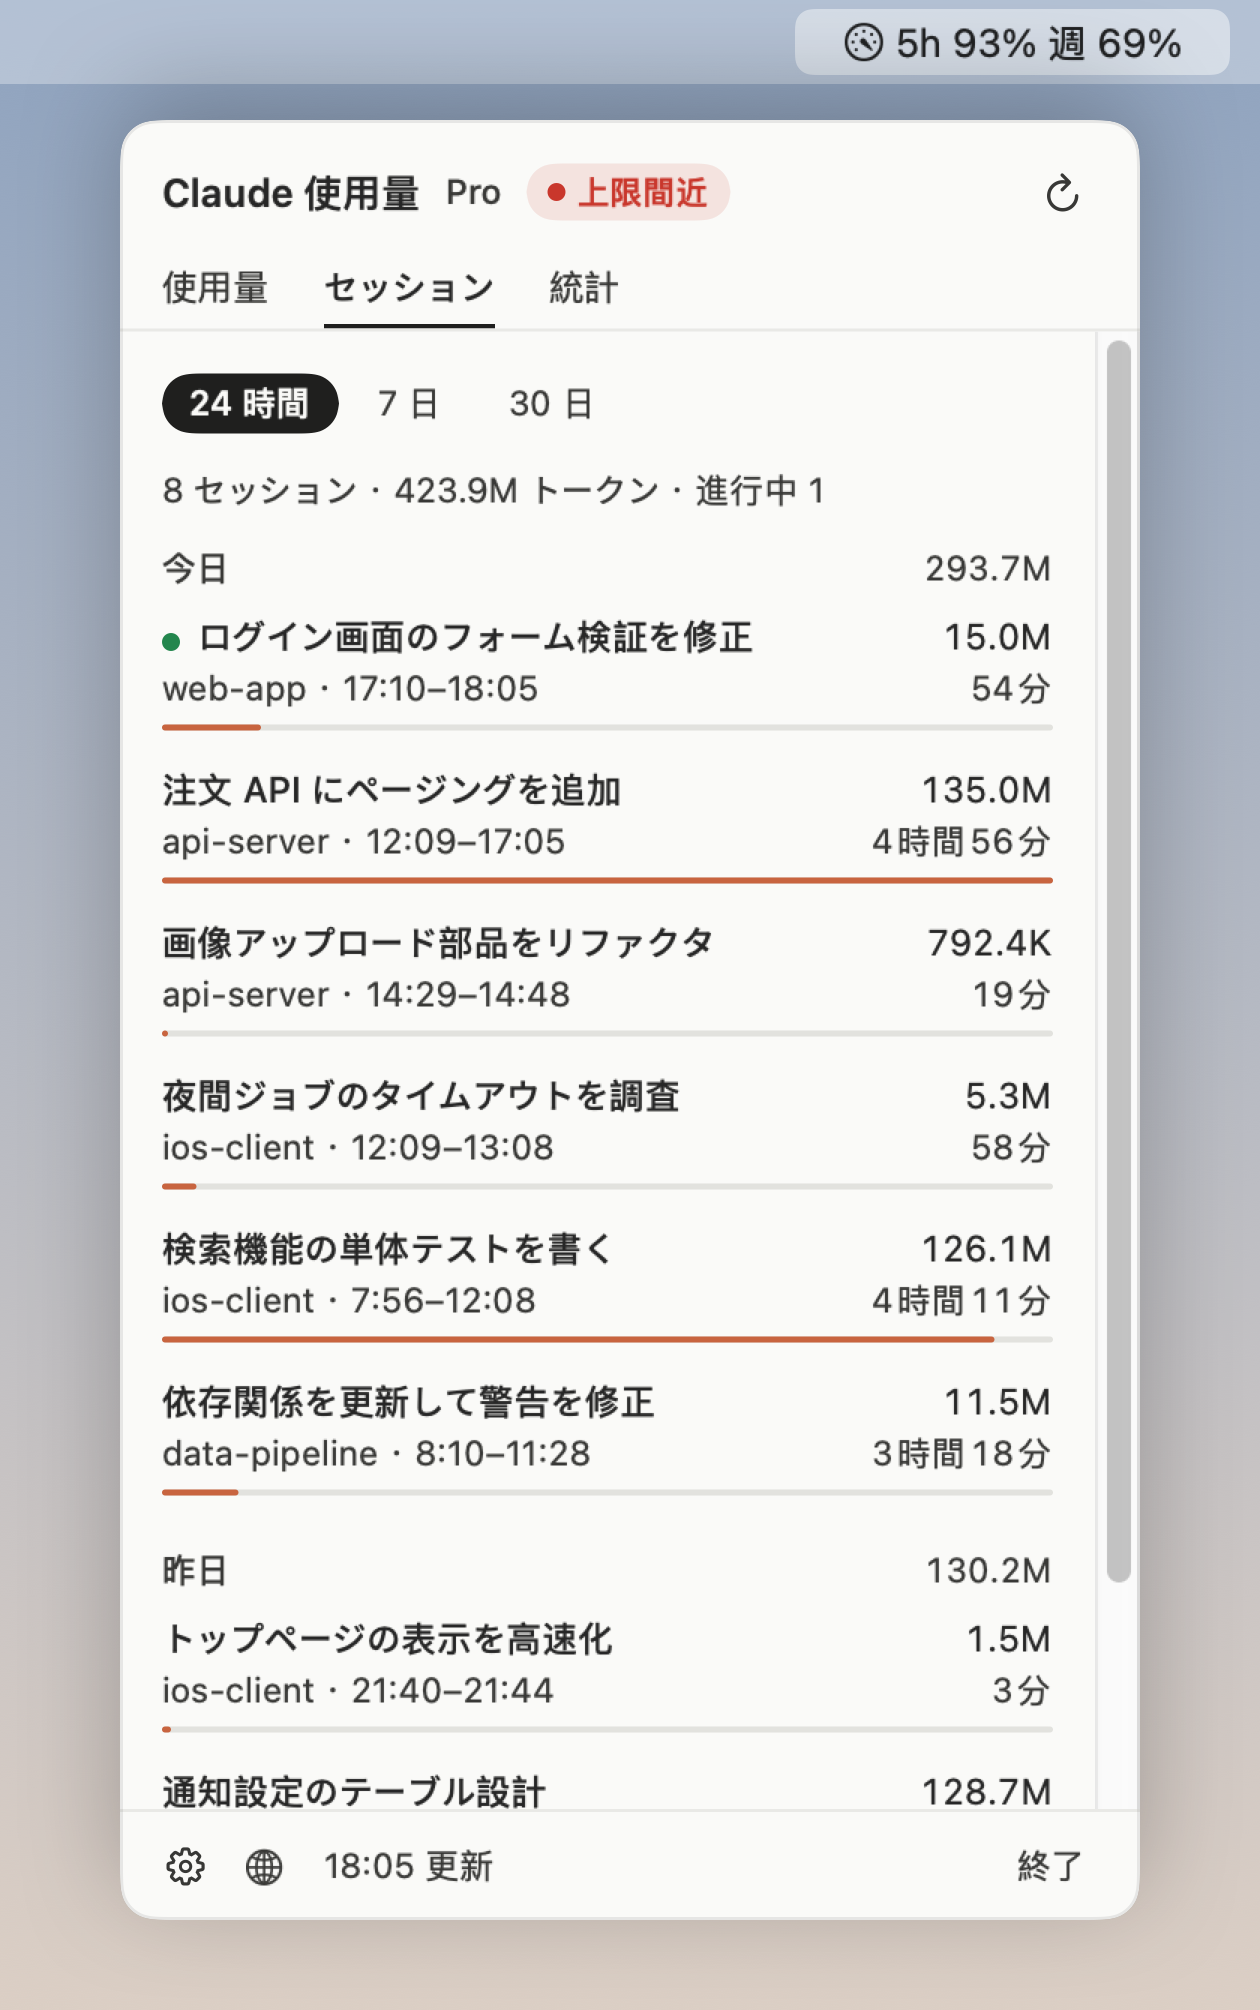 5h 93% 週 69%
Claude 使用量 Pro 上限間近
使用量 セッション 統計
24 時間 7 日 30 日
8 セッション · 423.9M トークン · 進行中 1
今日 293.7M
ログイン画面のフォーム検証を修正 15.0M
web-app · 17:10–18:05 54分
注文 API にページングを追加 135.0M
api-server · 12:09–17:05 4時間56分
画像アップロード部品をリファクタ 792.4K
api-server · 14:29–14:48 19分
夜間ジョブのタイムアウトを調査 5.3M
ios-client · 12:09–13:08 58分
検索機能の単体テストを書く 126.1M
ios-client · 7:56–12:08 4時間11分
依存関係を更新して警告を修正 11.5M
data-pipeline · 8:10–11:28 3時間18分
昨日 130.2M
トップページの表示を高速化 1.5M
ios-client · 21:40–21:44 3分
通知設定のテーブル設計 128.7M
18:05 更新 終了